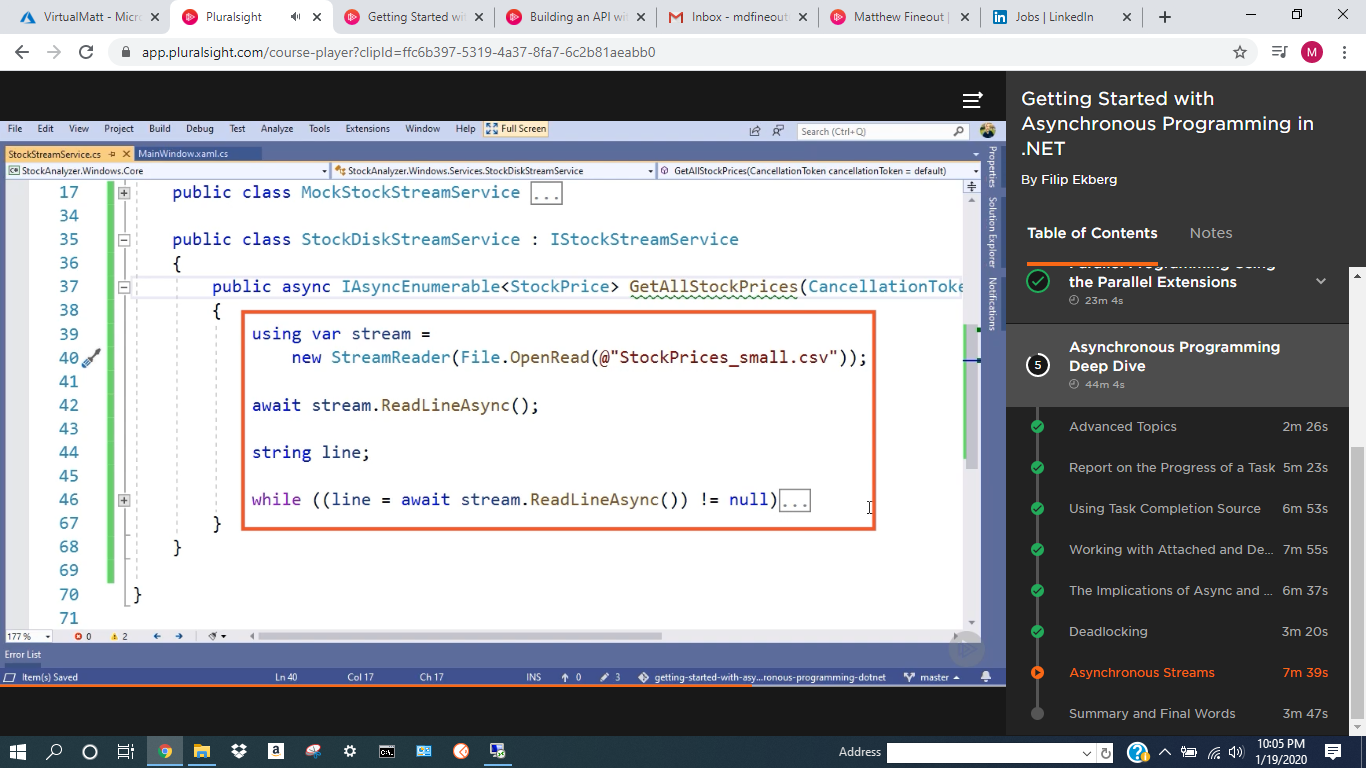 VirtualMatt - Micr
Pluralsight
Getting Started wi
Building an API wi
Inbox - mdfineout
Matthew Fineout |
Jobs | LinkedIn
app.pluralsight.com/course-player?clipId=ffc6b397-5319-4a37-8fa7-6c2b81aeabb0
M
File Edit View Project Build Debug Test Analyze Tools Extensions Window Help Full Screen
Search (Ctrl+Q)
StockStreamService.cs
MainWindow.xaml.cs
StockAnalyzer.Windows.Core
StockAnalyzer.Windows.Services.StockDiskStreamService
GetAllStockPrices(CancellationToken cancellationToken = default)
17 public class MockStockStreamService ...
34
35 public class StockDiskStreamService : IStockStreamService
36 {
37 public async IAsyncEnumerable<StockPrice> GetAllStockPrices(CancellationToke
38 {
39 using var stream =
40 new StreamReader(File.OpenRead(@"StockPrices_small.csv"));
41
42 await stream.ReadLineAsync();
43
44 string line;
45
46 while ((line = await stream.ReadLineAsync()) != null)...
67 }
68 }
69
70 }
71
Properties
Solution Explorer
Notifications
177 %
0
2
Error List
Item(s) Saved
Ln 40
Col 17
Ch 17
INS
0
3
getting-started-with-asy...ronous-programming-dotnet
master
Getting Started with
Asynchronous Programming in
.NET
By Filip Ekberg
Table of Contents
Notes
Parallel Programming Using
the Parallel Extensions
23m 4s
5
Asynchronous Programming
Deep Dive
44m 4s
Advanced Topics 2m 26s
Report on the Progress of a Task 5m 23s
Using Task Completion Source 6m 53s
Working with Attached and De... 7m 55s
The Implications of Async and ... 6m 37s
Deadlocking 3m 20s
Asynchronous Streams 7m 39s
Summary and Final Words 3m 47s
Address
10:05 PM
1/19/2020